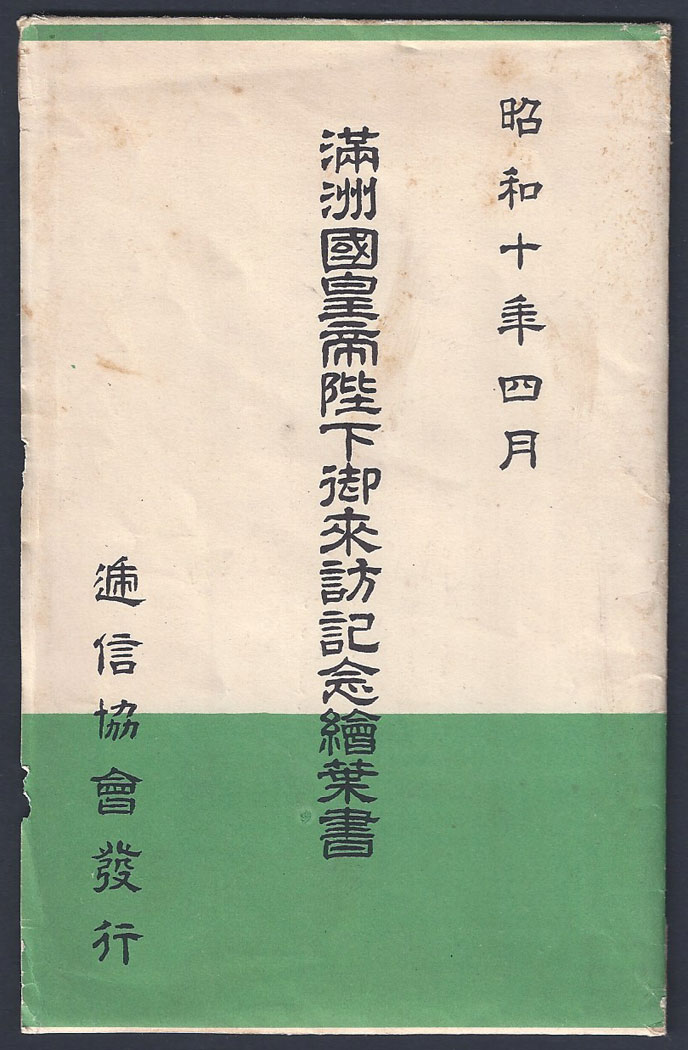 昭和十年四月
滿洲國皇帝陛下御來訪記念繪葉書
遞信協會發行